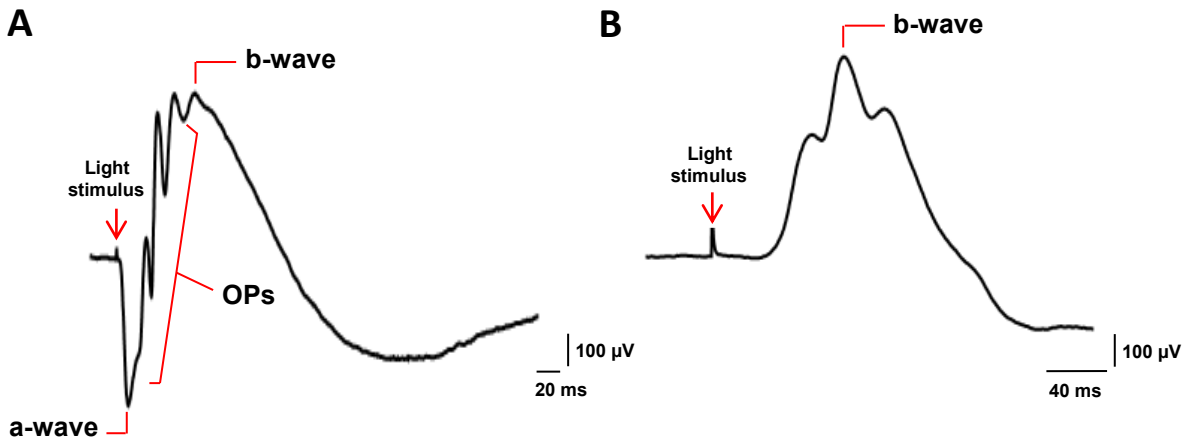 A
b-wave
Light
stimulus
OPs
100 µV
20 ms
a-wave
B
b-wave
Light
stimulus
100 µV
40 ms